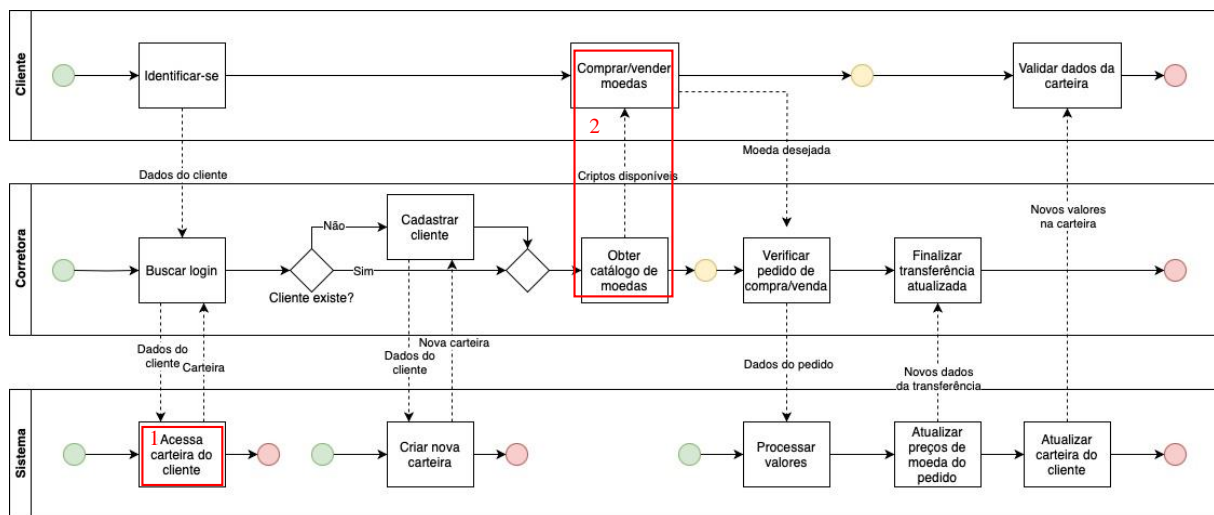 Cliente
Identificar-se
Comprar/vender
moedas
Validar dados da
carteira
2
Dados do cliente
Criptos disponíveis
Moeda desejada
Novos valores
na carteira
Corretora
Buscar login
Não
Sim
Cliente existe?
Cadastrar
cliente
Obter
catálogo de
moedas
Verificar
pedido de
compra/venda
Finalizar
transferência
atualizada
Dados do
cliente
Carteira
Dados do
cliente
Nova carteira
Dados do pedido
Novos dados
da transferência
Sistema
1
Acessa
carteira do
cliente
Criar nova
carteira
Processar
valores
Atualizar
preços de
moeda do
pedido
Atualizar
carteira do
cliente